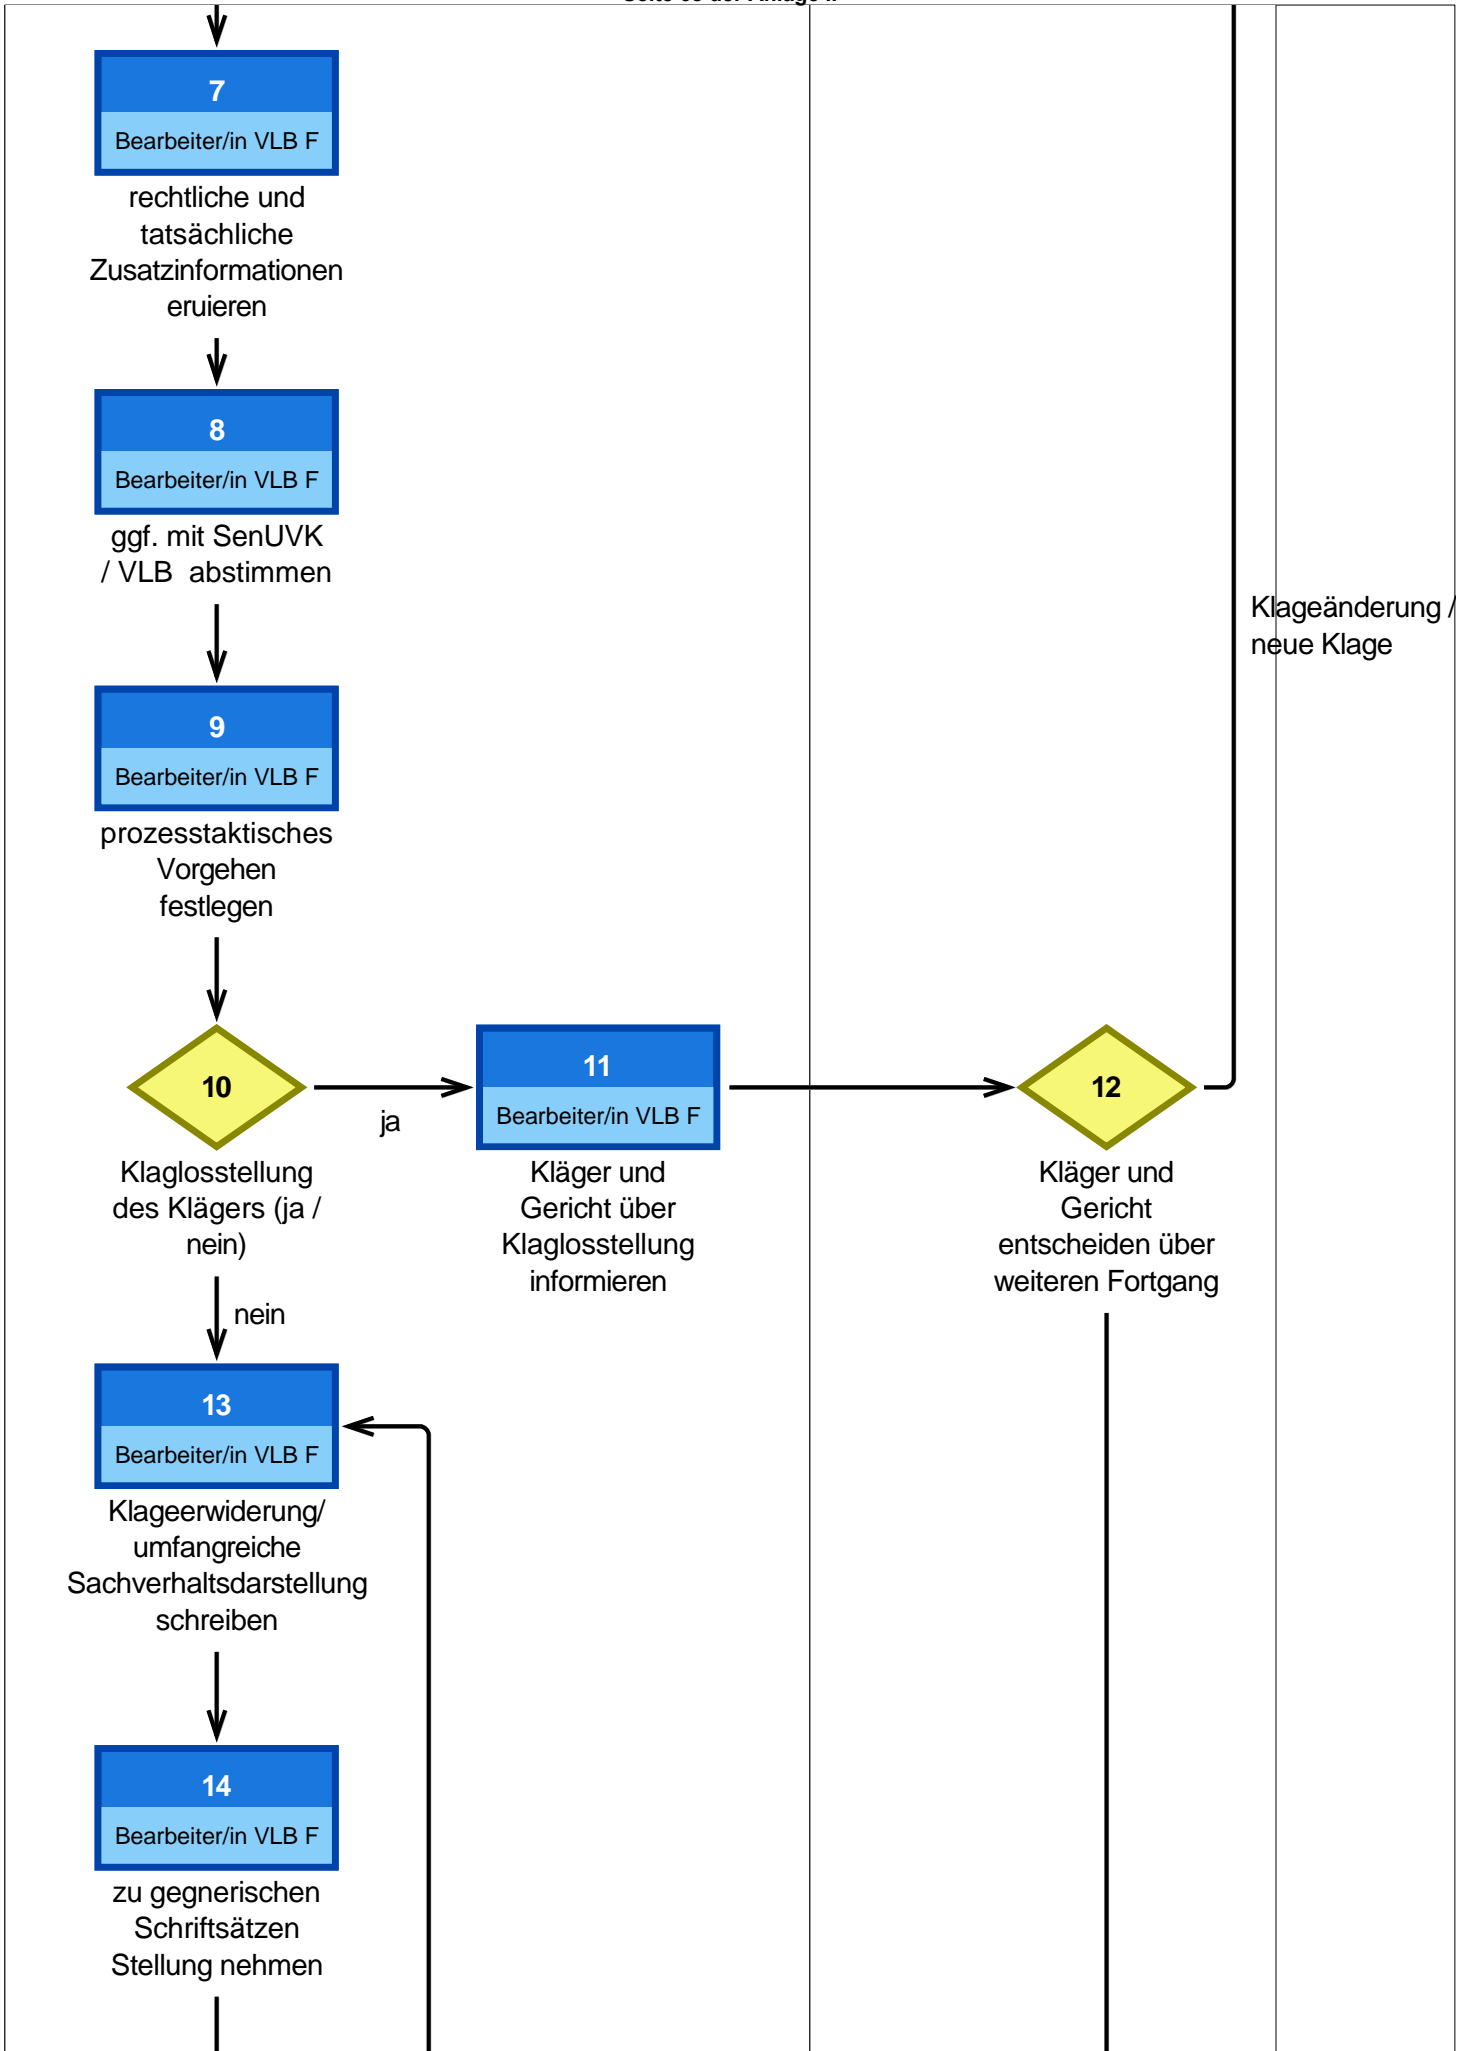 7
Bearbeiter/in VLB F
rechtliche und
tatsächliche
Zusatzinformationen
eruieren
8
Bearbeiter/in VLB F
ggf. mit SenUVK
/ VLB abstimmen
Klageänderung /
neue Klage
9
Bearbeiter/in VLB F
prozesstaktisches
Vorgehen
festlegen
10
ja
Klaglosstellung
des Klägers (ja /
nein)
nein
11
Bearbeiter/in VLB F
Kläger und
Gericht über
Klaglosstellung
informieren
12
Kläger und
Gericht
entscheiden über
weiteren Fortgang
13
Bearbeiter/in VLB F
Klageerwiderung/
umfangreiche
Sachverhaltsdarstellung
schreiben
14
Bearbeiter/in VLB F
zu gegnerischen
Schriftsätzen
Stellung nehmen